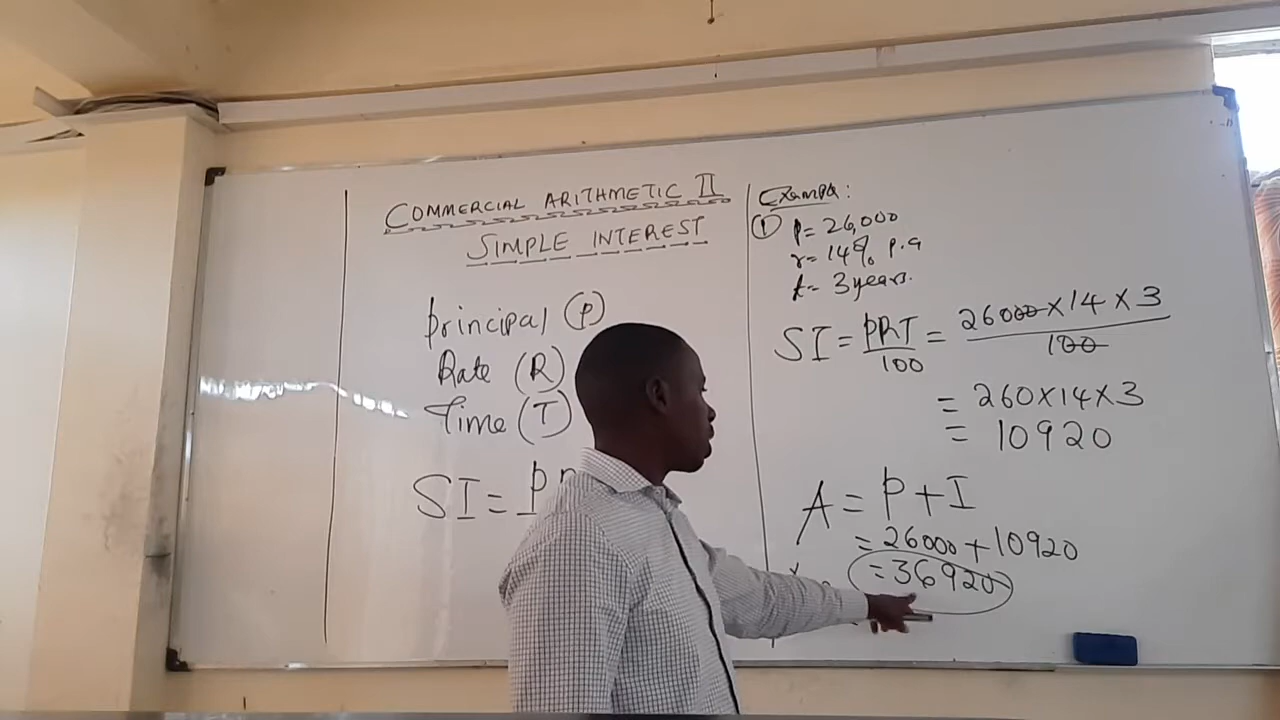 COMMERCIAL ARITHMETIC II
SIMPLE INTEREST
Principal (P)
Rate (R)
Time (T)
SI = P
Example:
① P = 26,000
r = 14% p.a
t = 3 years.
SI = PRT/100 = 26000 × 14 × 3/100
= 260 × 14 × 3
= 10920
A = P + I
= 26000 + 10920
= 36920